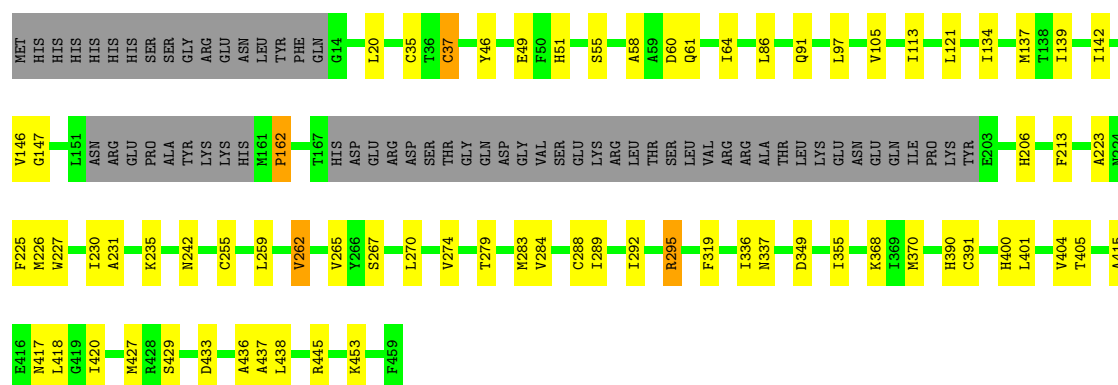 MET HIS HIS HIS HIS HIS HIS SER SER GLY ARG GLU ASN LEU TYR PHE GLN G14 L20 C35 T36 C37 Y46 E49 F50 H51 S55 A58 A59 D60 Q61 I64 L86 Q91 L97 V105 I113 L121 I134 M137 T138 I139 I142
V146 G147 L151 ASN ARG GLU PRO ALA TYR LYS LYS HIS M161 P162 T167 HIS ASP GLU ARG ASP SER THR GLY GLN ASP GLY VAL SER GLU LYS ARG LEU THR SER LEU VAL ARG ARG ALA THR LEU LYS GLU ASN GLU GLN ILE PRO LYS TYR E203 H206 F213 A223 N224
F225 M226 W227 I230 A231 K235 N242 C255 L259 V262 V265 Y266 S267 L270 V274 T279 M283 V284 C288 I289 I292 R295 F319 I336 N337 D349 I355 K368 I369 M370 H390 C391 H400 L401 V404 T405 A415
E416 N417 L418 G419 I420 M427 R428 S429 D433 A436 A437 L438 R445 K453 F459